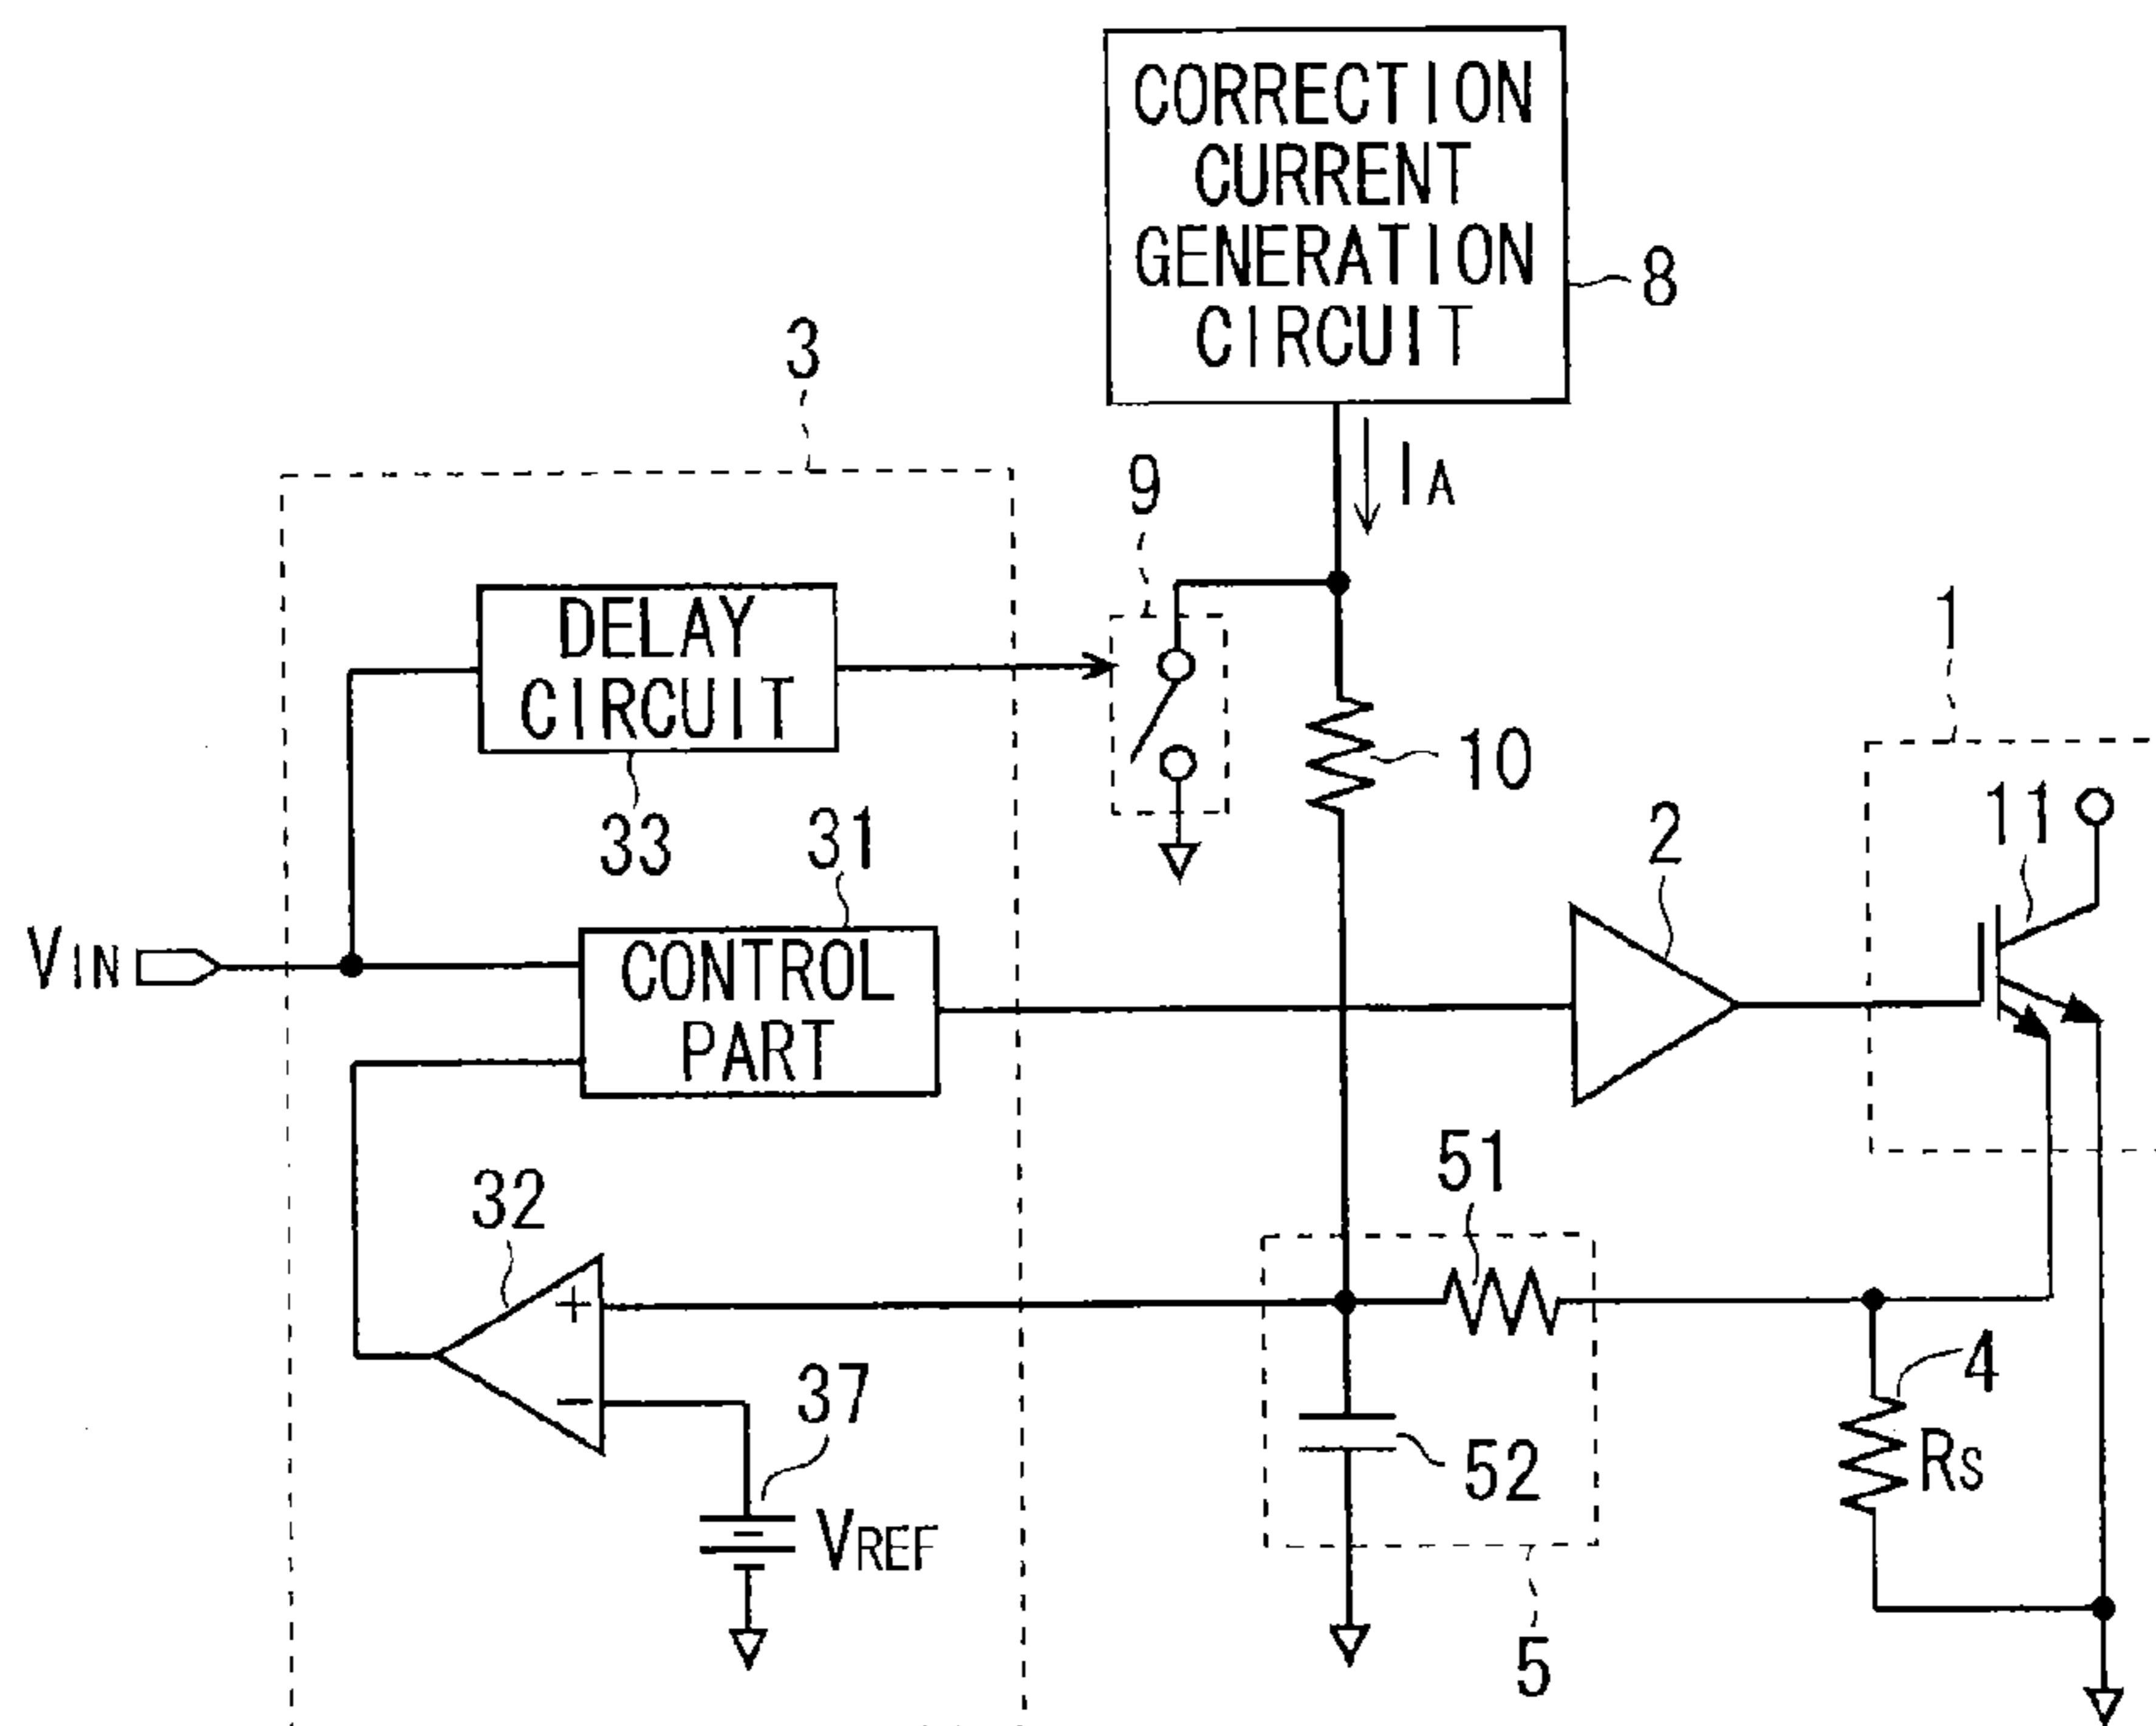 CORRECTION
CURRENT
GENERATION
CIRCUIT
8
3
IA
9
DELAY
CIRCUIT
33
10
1
11
2
31
VIN
CONTROL
PART
51
32
37
VREF
52
4
RS
5